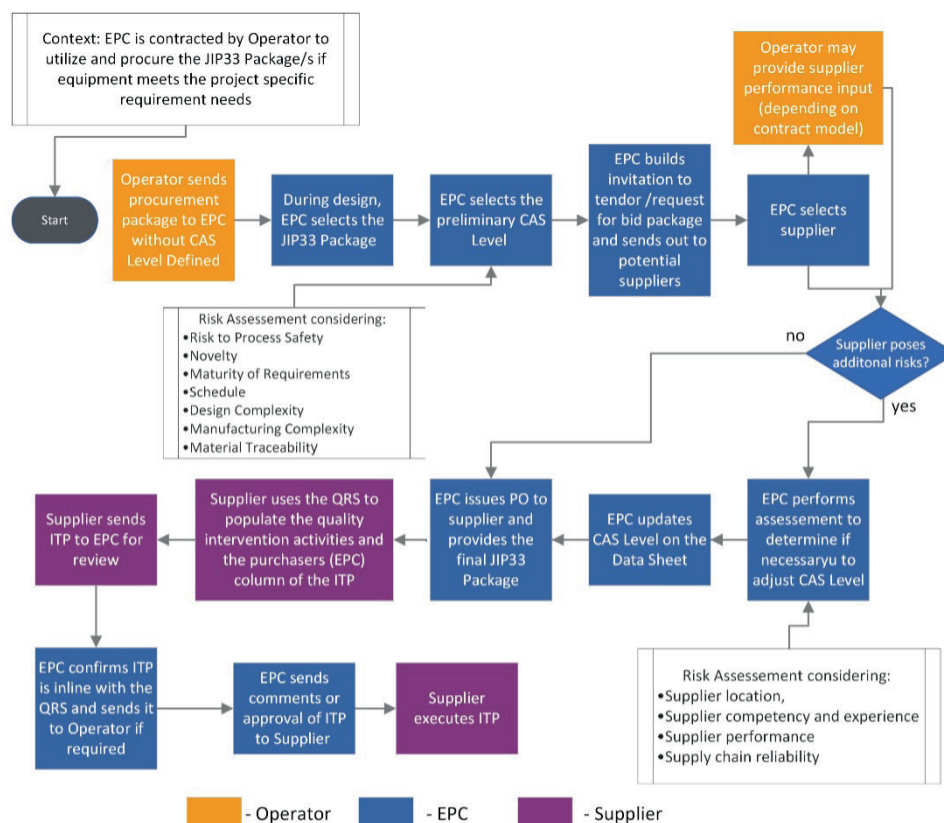 Context: EPC is contracted by Operator to
utilize and procure the JIP33 Package/s if
equipment meets the project specific
requirement needs
Start
Operator sends
procurement
package to EPC
without CAS
Level Defined
During design,
EPC selects the
JIP33 Package
EPC selects the
preliminary CAS
Level
EPC builds
invitation to
tendor /request
for bid package
and sends out to
potential
suppliers
EPC selects
supplier
Operator may
provide supplier
performance input
(depending on
contract model)
Risk Assessment considering:
•Risk to Process Safety
•Novelty
•Maturity of Requirements
•Schedule
•Design Complexity
•Manufacturing Complexity
•Material Traceability
Supplier poses
additonal risks?
no
yes
EPC performs
assessment to
determine if
necessaryu to
adjust CAS Level
EPC updates
CAS Level on the
Data Sheet
EPC issues PO to
supplier and
provides the
final JIP33
Package
Supplier uses the QRS to
populate the quality
intervention activities and
the purchasers (EPC)
column of the ITP
Supplier sends
ITP to EPC for
review
Risk Assessment considering:
•Supplier location,
•Supplier competency and experience
•Supplier performance
•Supply chain reliability
EPC confirms ITP
is inline with the
QRS and sends it
to Operator if
required
EPC sends
comments or
approval of ITP
to Supplier
Supplier
executes ITP
- Operator
- EPC
- Supplier